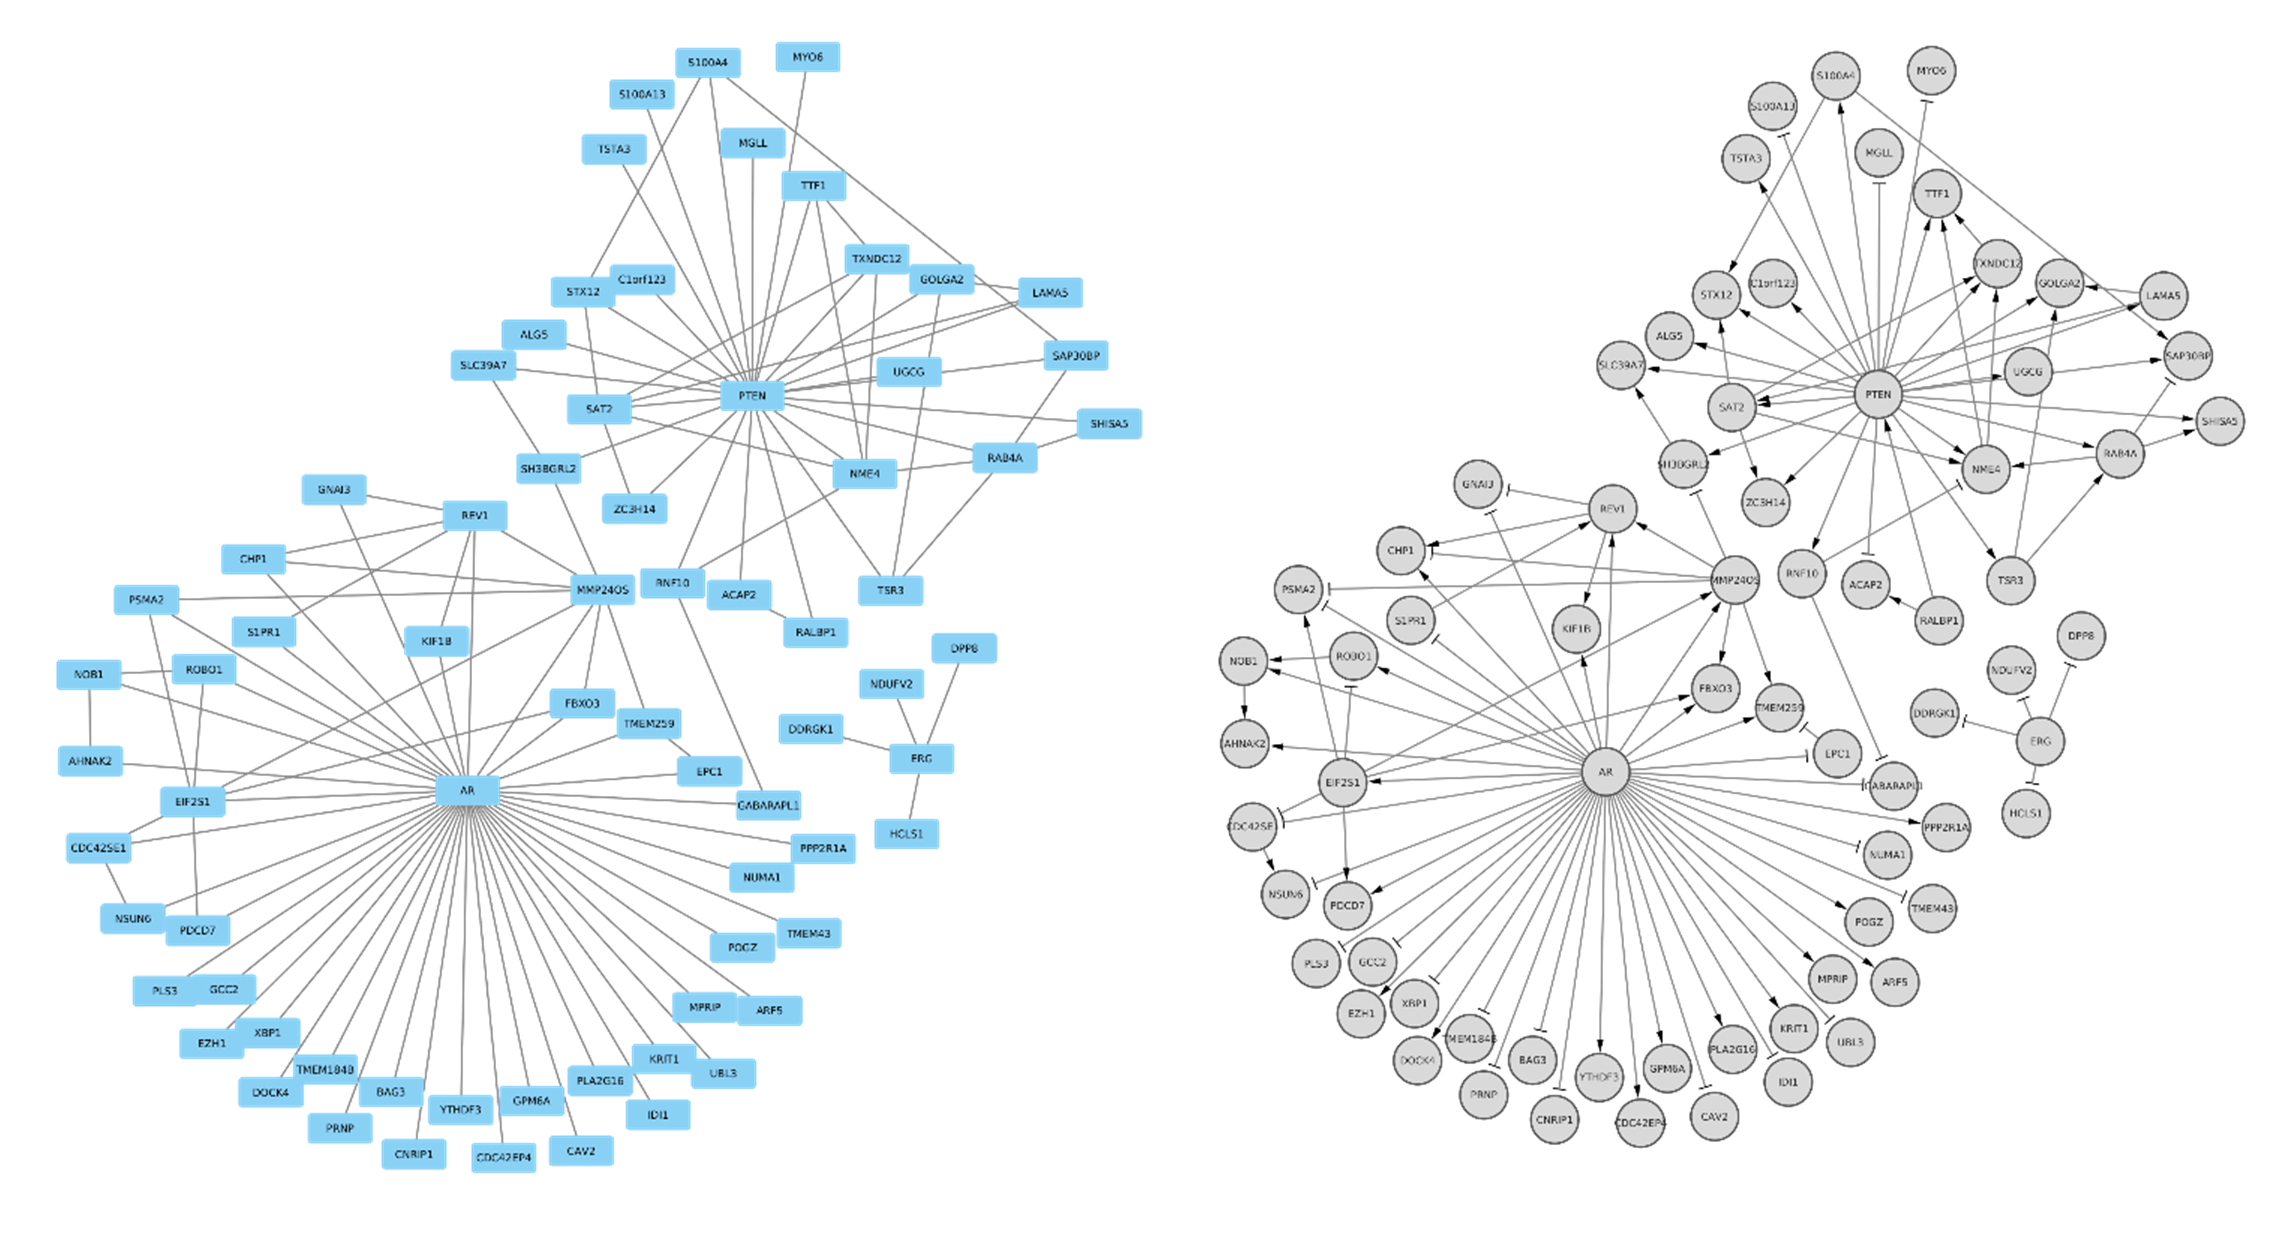 S100A4
MYO6
S100A13
TSTA3
MGLL
TTF1
TXNDC12
C1orf123
STX12
GOLGA2
LAMA5
ALG5
SLC39A7
SAP30BP
UGCG
PTEN
SAT2
SHISA5
SH3BGRL2
NME4
RAB4A
GNAI3
ZC3H14
REV1
CHP1
PSMA2
MMP24OS
RNF10
ACAP2
TSR3
S1PR1
KIF1B
RALBP1
DPP8
NOB1
ROBO1
NDUFV2
FBXO3
TMEM259
DDRGK1
AHNAK2
ERG
EPC1
EIF2S1
AR
GABARAPL1
HCLS1
CDC42SE1
PPP2R1A
NUMA1
NSUN6
PDCD7
TMEM43
POGZ
PLS3
GCC2
MPRIP
ARF5
EZH1
XBP1
TMEM184B
KRIT1
UBL3
DOCK4
BAG3
PLA2G16
YTHDF3
GPM6A
IDI1
PRNP
CNRIP1
CDC42EP4
CAV2
S100A4
MYO6
S100A13
TSTA3
MGLL
TTF1
TXNDC12
C1orf123
STX12
GOLGA2
LAMA5
ALG5
SLC39A7
SAP30BP
UGCG
PTEN
SAT2
SHISA5
SH3BGRL2
NME4
RAB4A
GNAI3
ZC3H14
REV1
CHP1
PSMA2
MMP24OS
RNF10
ACAP2
TSR3
S1PR1
KIF1B
RALBP1
DPP8
NOB1
ROBO1
NDUFV2
FBXO3
TMEM259
DDRGK1
AHNAK2
ERG
EPC1
EIF2S1
AR
GABARAPL1
HCLS1
CDC42SE
PPP2R1A
NUMA1
NSUN6
PDCD7
TMEM43
POGZ
PLS3
GCC2
MPRIP
ARF5
EZH1
XBP1
TMEM184B
KRIT1
UBL3
DOCK4
BAG3
PLA2G16
YTHDF3
GPM6A
IDI1
PRNP
CNRIP1
CDC42EP4
CAV2